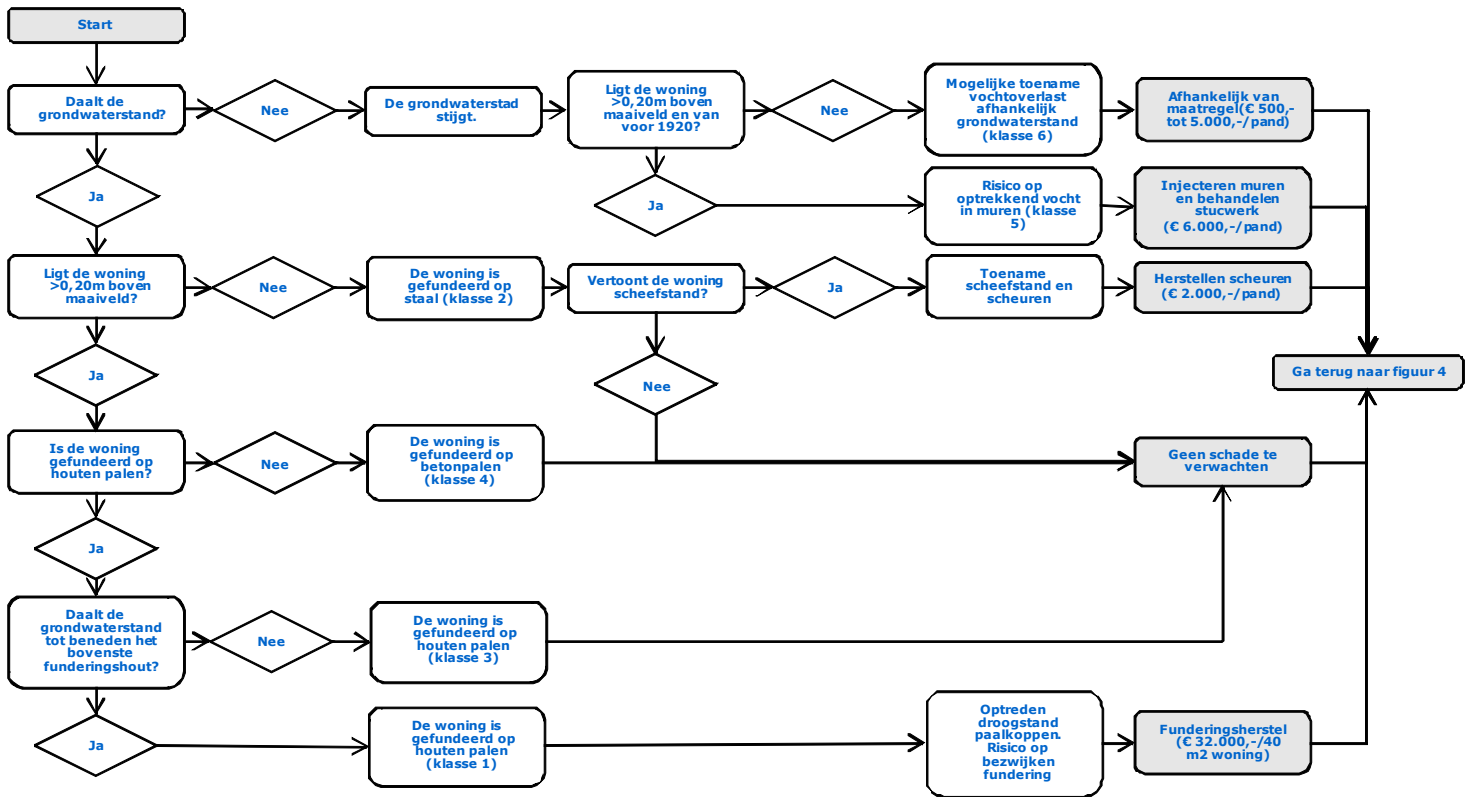 Start
Daalt de
grondwaterstand?
Nee
De grondwaterstad
stijgt.
Ligt de woning
>0,20m boven
maaiveld en van
voor 1920?
Nee
Mogelijke toename
vochtoverlast
afhankelijk
grondwaterstand
(klasse 6)
Afhankelijk van
maatregel(€ 500,-
tot 5.000,-/pand)
Ja
Ja
Risico op
optrekkend vocht
in muren (klasse
5)
Injecteren muren
en behandelen
stucwerk
(€ 6.000,-/pand)
Ligt de woning
>0,20m boven
maaiveld?
Nee
De woning is
gefundeerd op
staal (klasse 2)
Vertoont de woning
scheefstand?
Ja
Toename
scheefstand en
scheuren
Herstellen scheuren
(€ 2.000,-/pand)
Ja
Nee
Ga terug naar figuur 4
Is de woning
gefundeerd op
houten palen?
Nee
De woning is
gefundeerd op
betonpalen
(klasse 4)
Geen schade te
verwachten
Ja
Daalt de
grondwaterstand
tot beneden het
bovenste
funderingshout?
Nee
De woning is
gefundeerd op
houten palen
(klasse 3)
Ja
De woning is
gefundeerd op
houten palen
(klasse 1)
Optreden
droogstand
paalkoppen.
Risico op
bezwijken
fundering
Funderingsherstel
(€ 32.000,-/40
m2 woning)